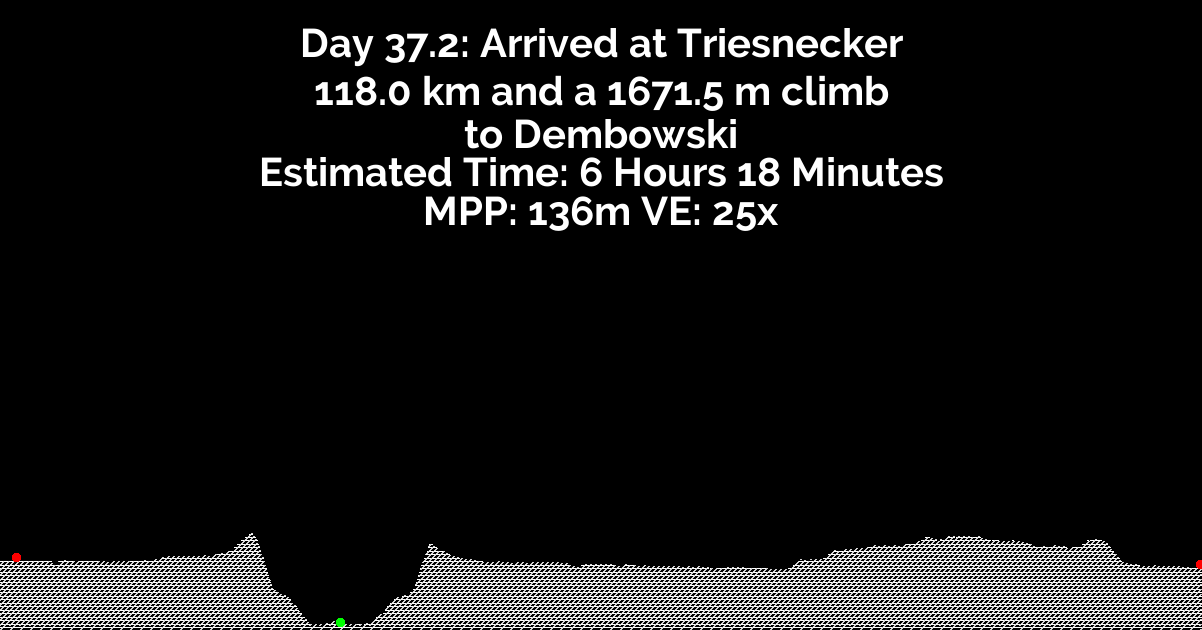 Day 37.2: Arrived at Triesnecker
118.0 km and a 1671.5 m climb
to Dembowski
Estimated Time: 6 Hours 18 Minutes
MPP: 136m VE: 25x